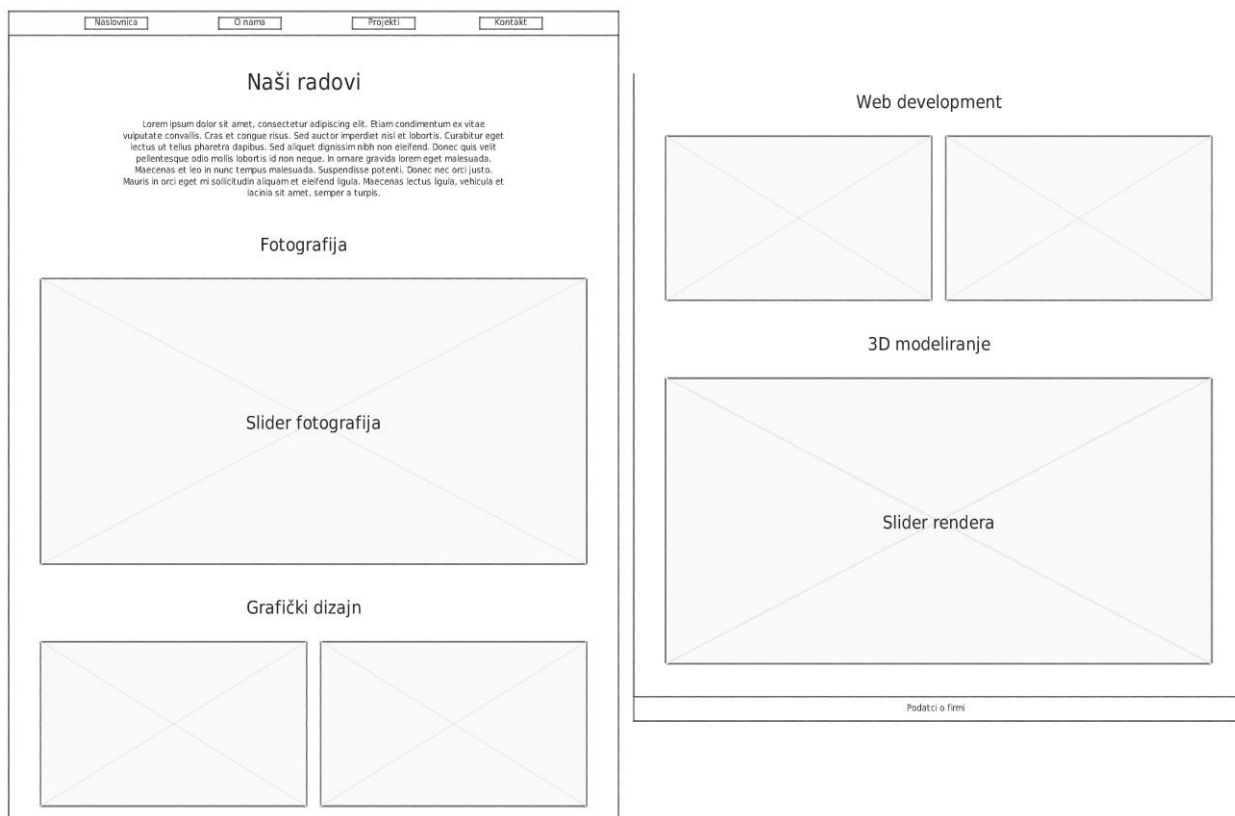 Naslovnica
O nama
Projekti
Kontakt
Naši radovi
Lorem ipsum dolor sit amet, consectetur adipiscing elit. Etiam condimentum ex vitae
vulputate convallis. Cras et congue risus. Sed auctor imperdiet nisl et lobortis. Curabitur eget
lectus ut tellus pharetra dapibus. Sed aliquet dignissim nibh non eleifend. Donec quis velit
pellentesque odio mollis lobortis id non neque. In ornare gravida lorem eget malesuada.
Maecenas et leo in nunc tempus malesuada. Suspendisse potenti. Donec nec orci justo.
Mauris in orci eget mi sollicitudin aliquam et eleifend ligula. Maecenas lectus ligula, vehicula et
lacinia sit amet, semper a turpis.
Fotografija
Slider fotografija
Grafički dizajn
Web development
3D modeliranje
Slider rendera
Podatci o firmi